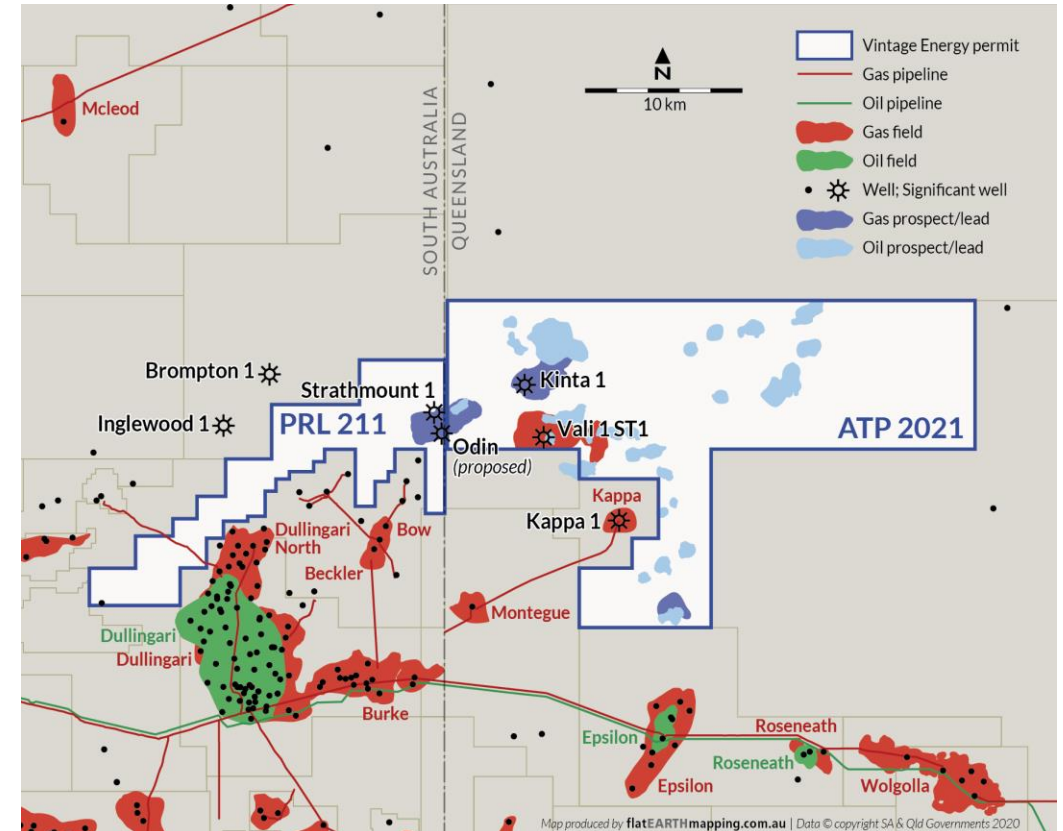 Vintage Energy permit
Gas pipeline
Oil pipeline
Gas field
Oil field
Well; Significant well
Gas prospect/lead
Oil prospect/lead
N
10 km
SOUTH AUSTRALIA
QUEENSLAND
Mcleod
Brompton 1
Strathmount 1
Kinta 1
Inglewood 1
PRL 211
Vali 1 ST1
ATP 2021
Odin
(proposed)
Kappa
Kappa 1
Dullingari
North
Bow
Beckler
Montegue
Dullingari
Dullingari
Burke
Epsilon
Epsilon
Roseneath
Roseneath
Wolgolla
Map produced by flatEARTHmapping.com.au | Data © copyright SA & Qld Governments 2020